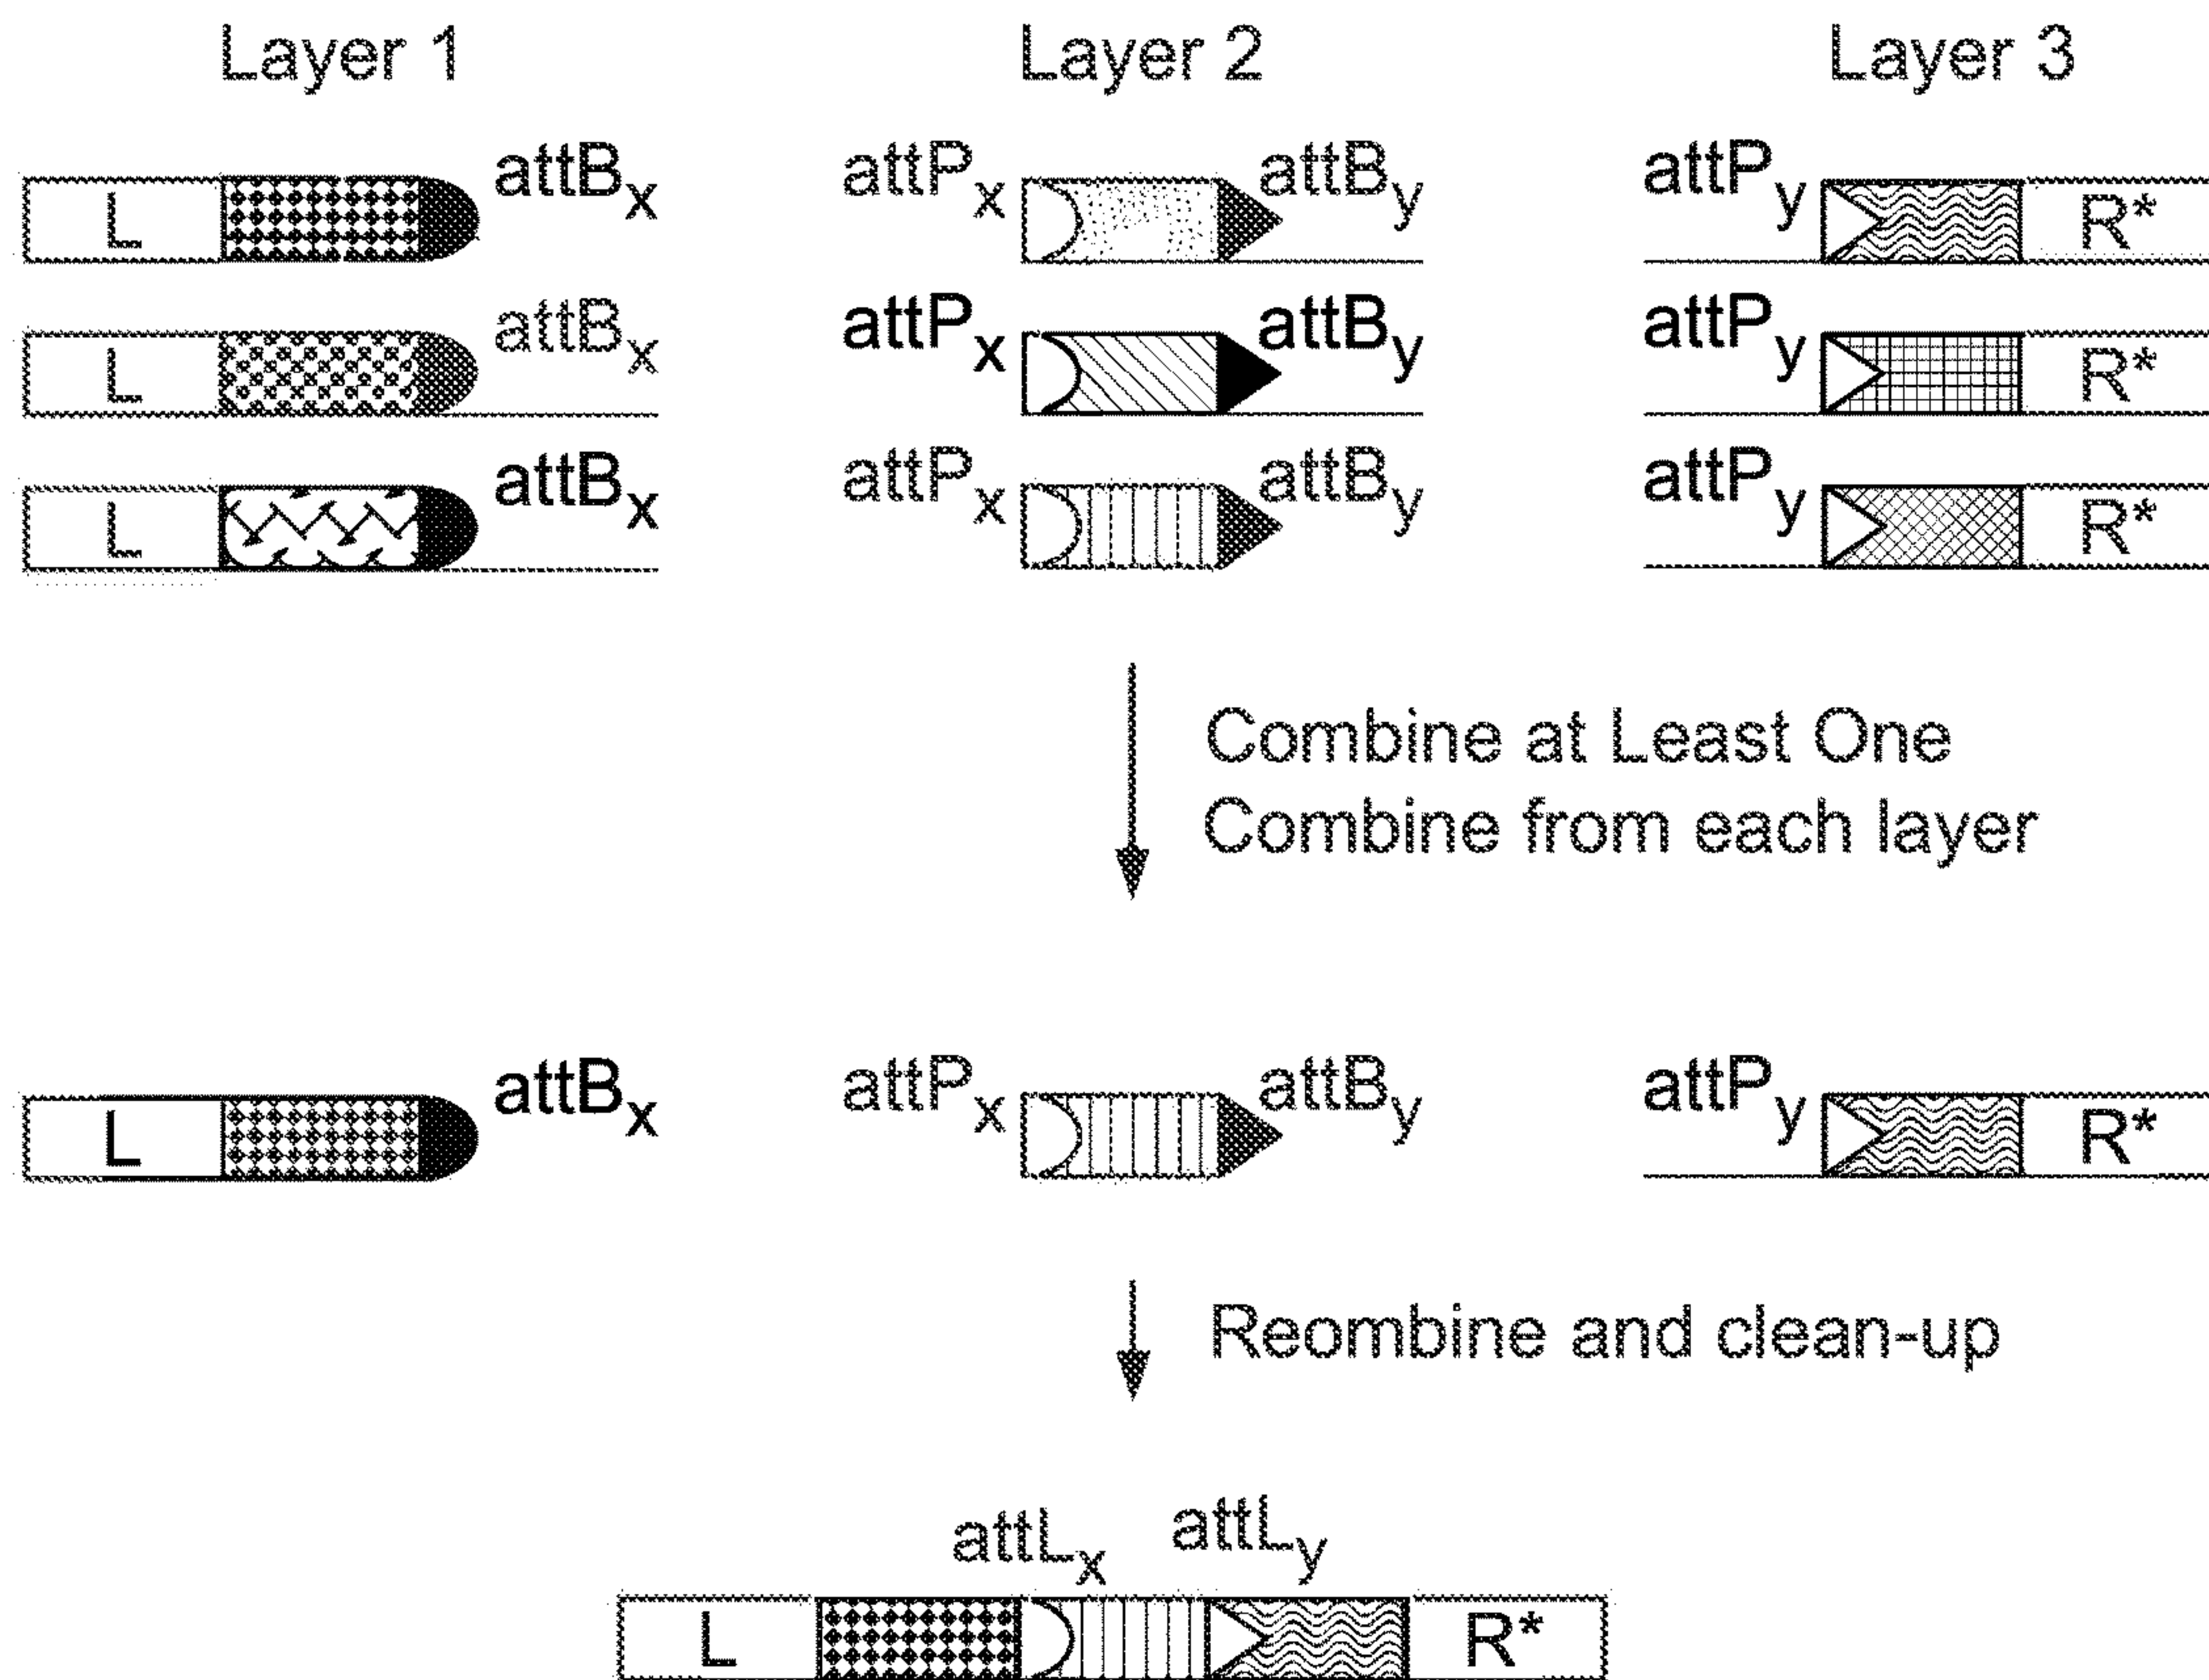 Layer 1 Layer 2 Layer 3
L attBx attPx attBy attPy R*
L attBx attPx attBy attPy R*
L attBx attPx attBy attPy R*
Combine at Least One
Combine from each layer
L attBx attPx attBy attPy R*
Reombine and clean-up
attLx attLy
L R*